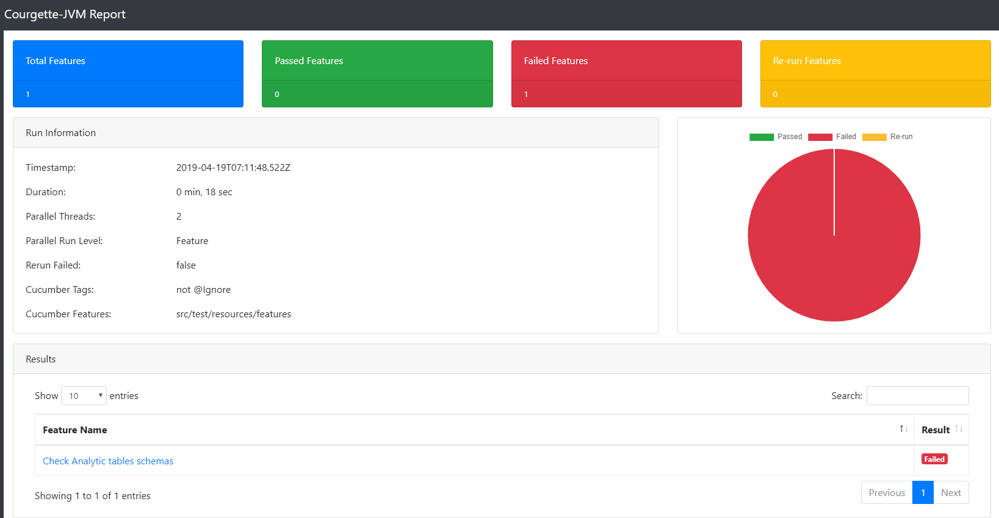 Courgette-JVM Report
Total Features
1
Passed Features
0
Failed Features
1
Re-run Features
0
Run Information
Timestamp: 2019-04-19T07:11:48.522Z
Duration: 0 min, 18 sec
Parallel Threads: 2
Parallel Run Level: Feature
Rerun Failed: false
Cucumber Tags: not @Ignore
Cucumber Features: src/test/resources/features
Passed Failed Re-run
Results
Show 10 entries
Search:
Feature Name Result
Check Analytic tables schemas Failed
Showing 1 to 1 of 1 entries
Previous 1 Next